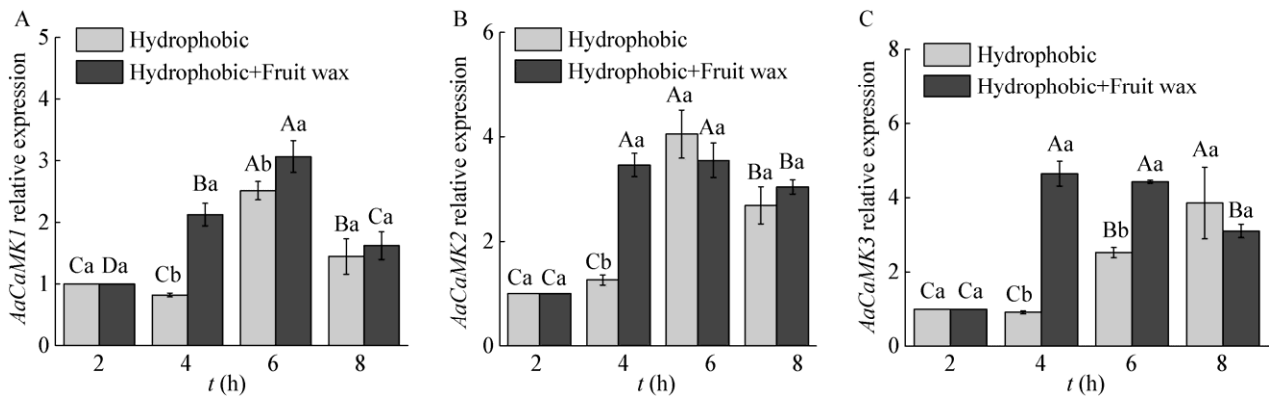 A
Hydrophobic
Hydrophobic+Fruit wax
AaCaMK1 relative expression
5
4
3
2
1
0
Ca Da
Cb
Ba
Ab
Aa
Ba
Ca
2 4 6 8
t (h)
B
Hydrophobic
Hydrophobic+Fruit wax
AaCaMK2 relative expression
6
4
2
0
Ca Ca
Cb
Aa
Aa
Aa
Ba
Ba
2 4 6 8
t (h)
C
Hydrophobic
Hydrophobic+Fruit wax
AaCaMK3 relative expression
8
6
4
2
0
Ca Ca
Cb
Aa
Bb
Aa
Aa
Ba
2 4 6 8
t (h)